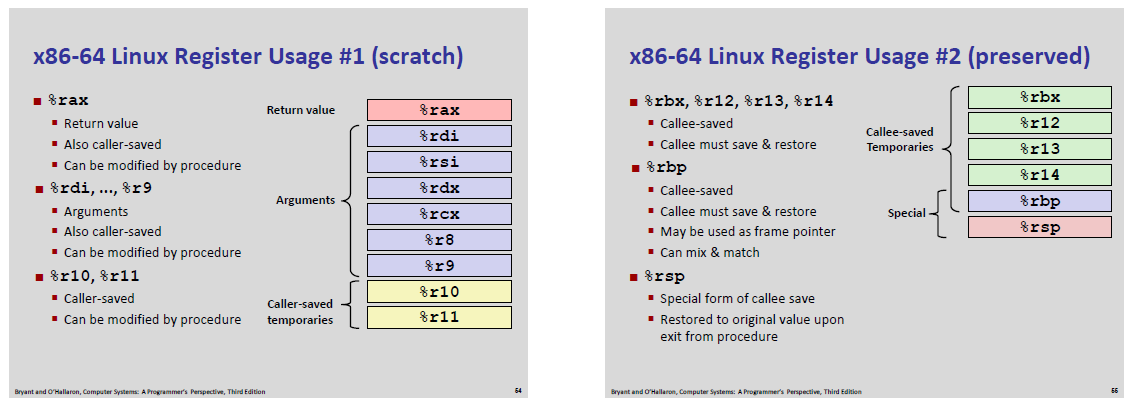 x86-64 Linux Register Usage #1 (scratch)
%rax
Return value
Also caller-saved
Can be modified by procedure
%rdi, ..., %r9
Arguments
Also caller-saved
Can be modified by procedure
%r10, %r11
Caller-saved
Can be modified by procedure
Return value
Arguments
Caller-saved
temporaries
%rax
%rdi
%rsi
%rdx
%rcx
%r8
%r9
%r10
%r11
Bryant and O'Hallaron, Computer Systems: A Programmer's Perspective, Third Edition
54
x86-64 Linux Register Usage #2 (preserved)
%rbx, %r12, %r13, %r14
Callee-saved
Callee must save & restore
%rbp
Callee-saved
Callee must save & restore
May be used as frame pointer
Can mix & match
%rsp
Special form of callee save
Restored to original value upon
exit from procedure
Callee-saved
Temporaries
Special
%rbx
%r12
%r13
%r14
%rbp
%rsp
Bryant and O'Hallaron, Computer Systems: A Programmer's Perspective, Third Edition
55